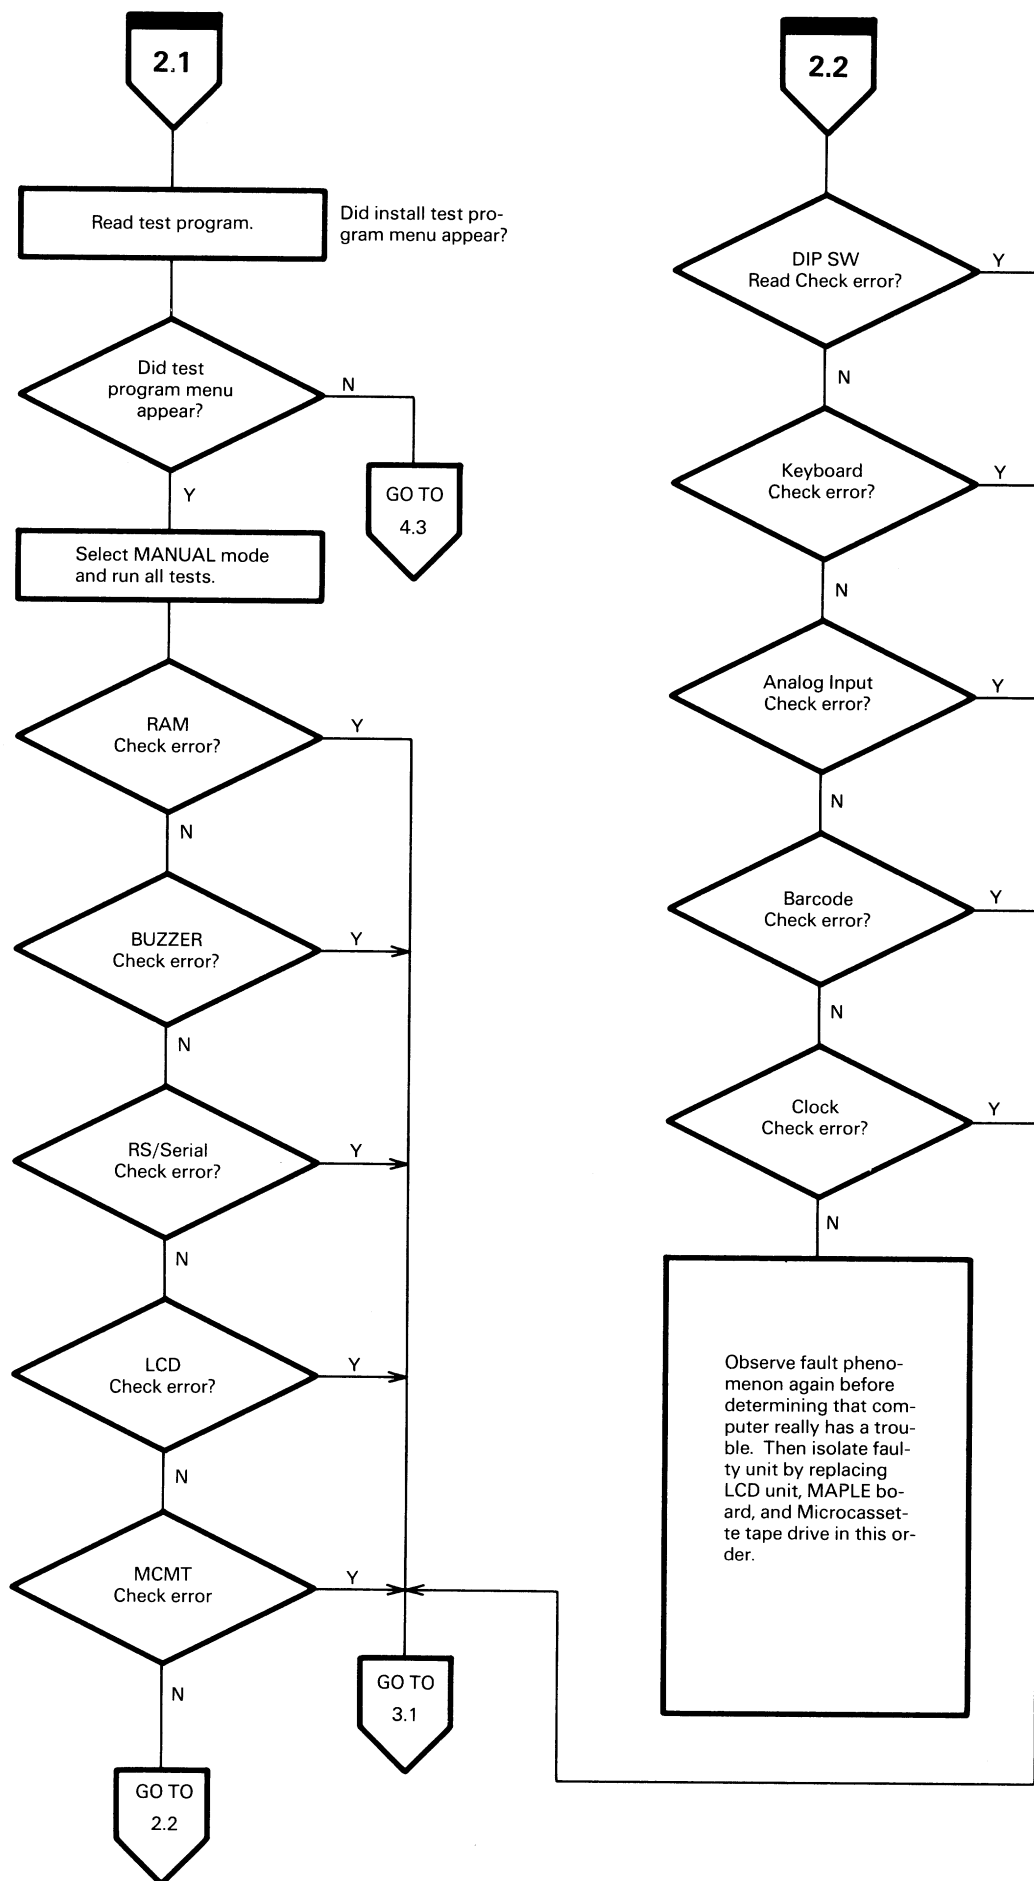 2.1
Read test program.
Did install test pro-
gram menu appear?
Did test
program menu
appear?
N
GO TO
4.3
Y
Select MANUAL mode
and run all tests.
RAM
Check error?
Y
N
BUZZER
Check error?
Y
N
RS/Serial
Check error?
Y
N
LCD
Check error?
Y
N
MCMT
Check error
Y
N
GO TO
3.1
GO TO
2.2
2.2
DIP SW
Read Check error?
Y
N
Keyboard
Check error?
Y
N
Analog Input
Check error?
Y
N
Barcode
Check error?
Y
N
Clock
Check error?
Y
N
Observe fault pheno-
menon again before
determining that com-
puter really has a trou-
ble. Then isolate faul-
ty unit by replacing
LCD unit, MAPLE bo-
ard, and Microcasset-
te tape drive in this or-
der.